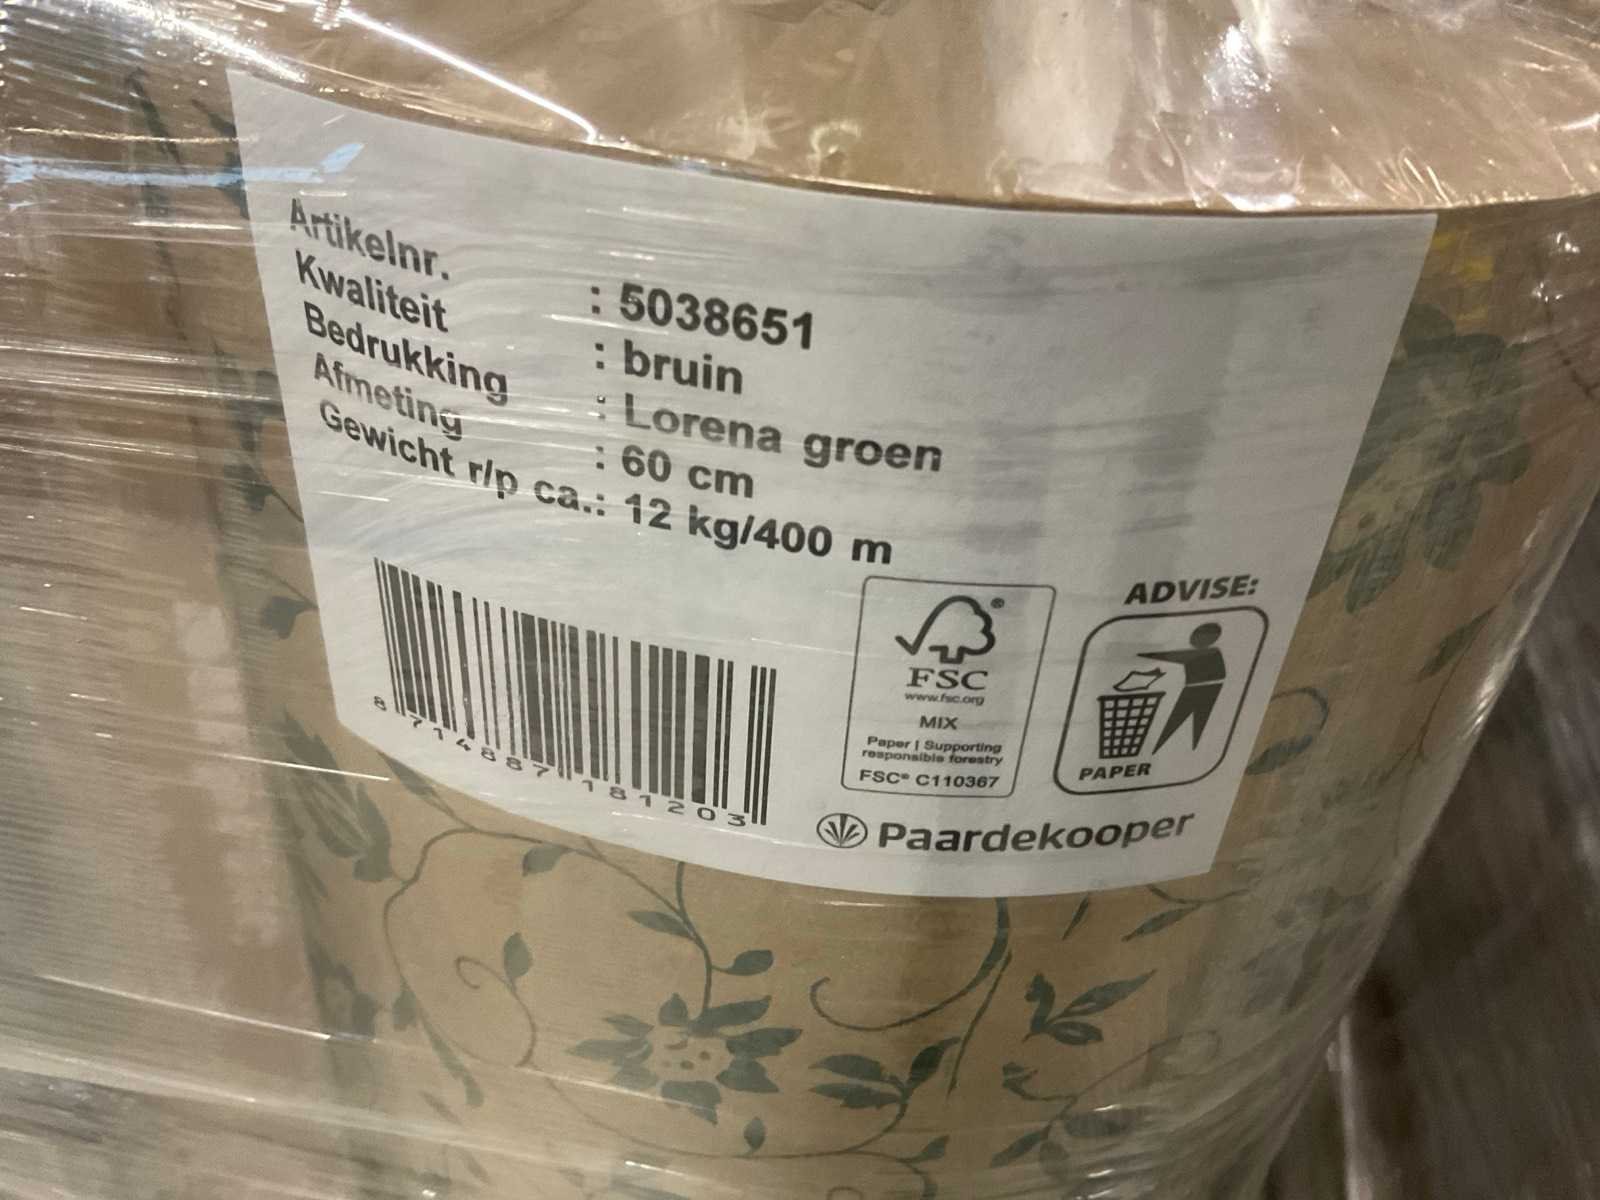 Artikelnr. : 5038651
Kwaliteit : bruin
Bedrukking : Lorena groen
Afmeting : 60 cm
Gewicht r/p ca.: 12 kg/400 m
8 714887 181203
FSC®
www.fsc.org
MIX
Paper | Supporting
responsible forestry
FSC® C110367
ADVISE:
PAPER
Paardekooper